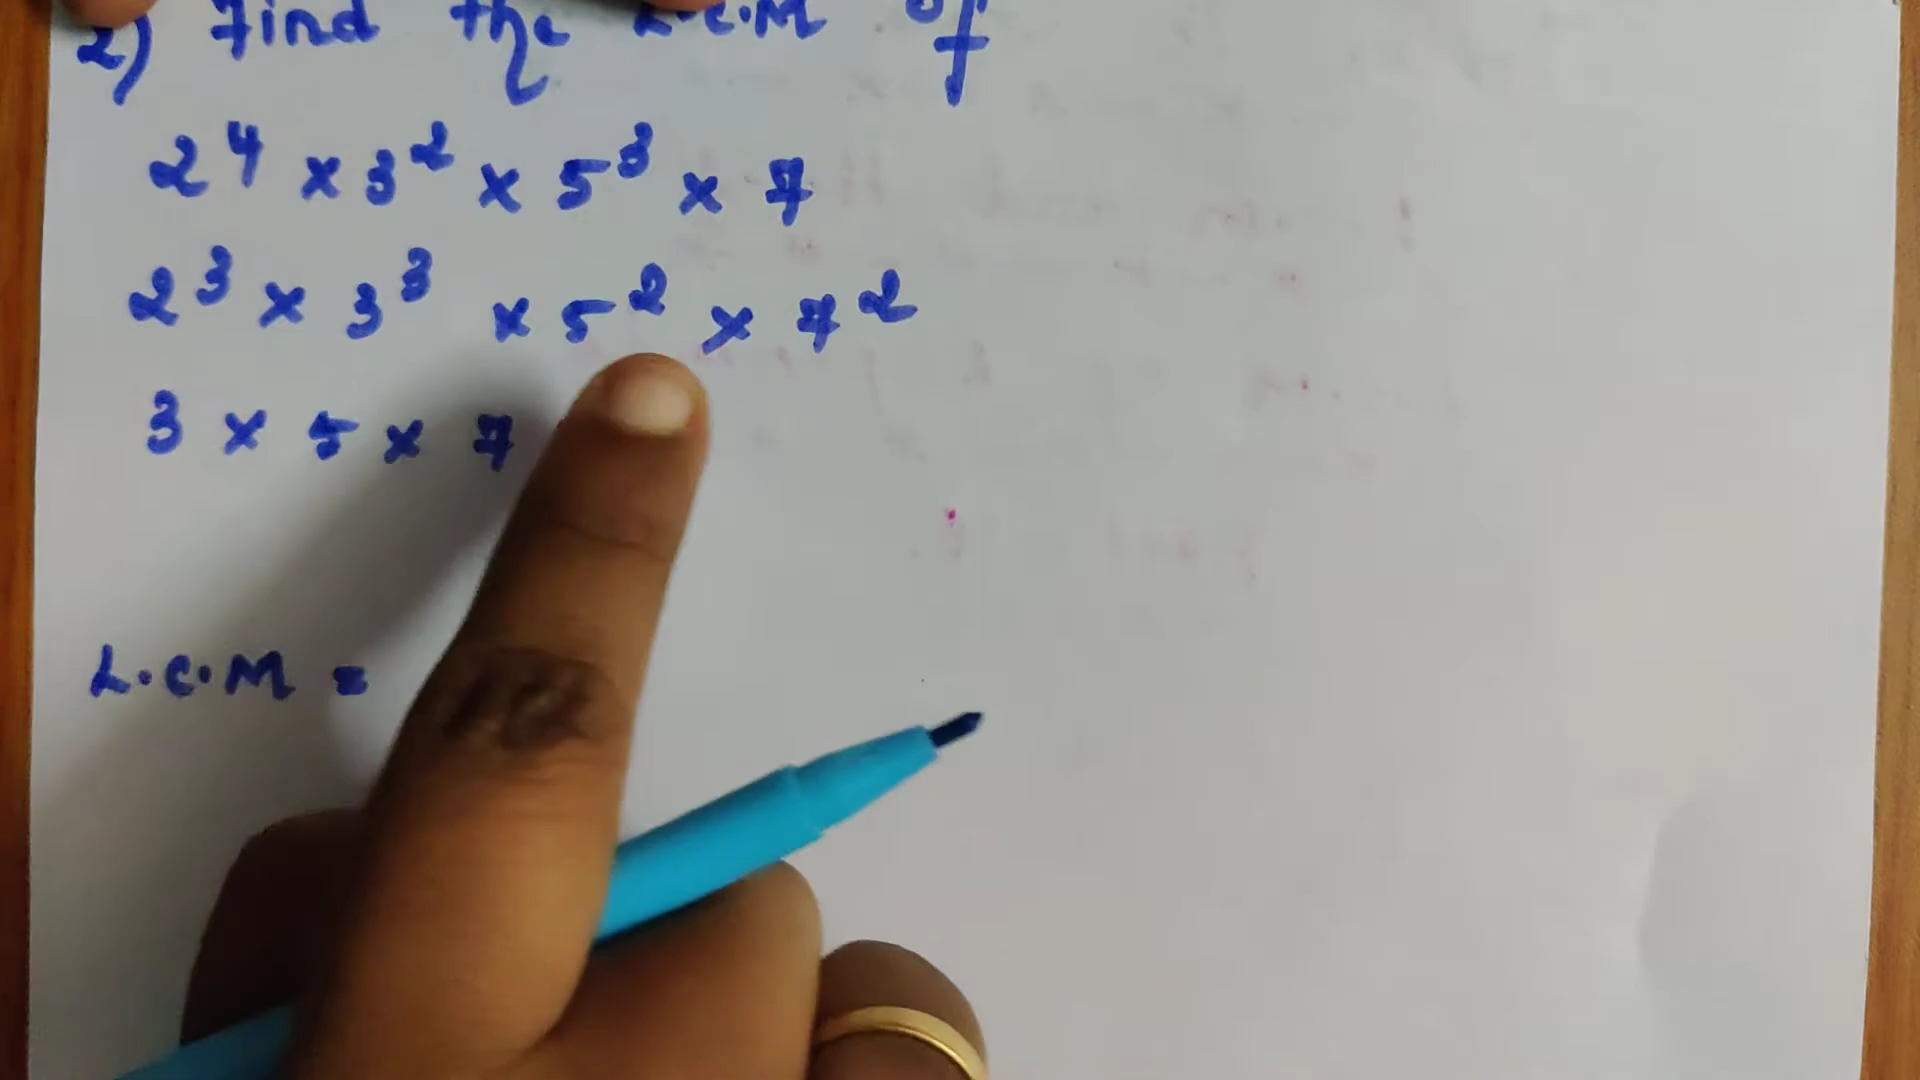 2) Find the L.C.M of
2⁴ × 3² × 5³ × 7
2³ × 3³ × 5² × 7²
3 × 5 × 7
L.C.M =